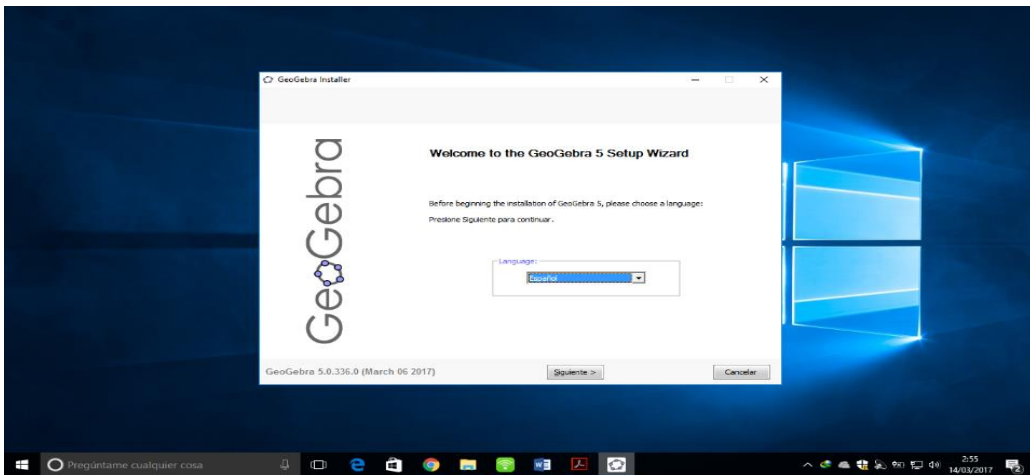 GeoGebra Installer
GeoGebra
Welcome to the GeoGebra 5 Setup Wizard
Before beginning the installation of GeoGebra 5, please choose a language:
Presione Siguiente para continuar.
Language:
Español
GeoGebra 5.0.336.0 (March 06 2017)
Siguiente >
Cancelar
Pregúntame cualquier cosa
2:55
14/03/2017